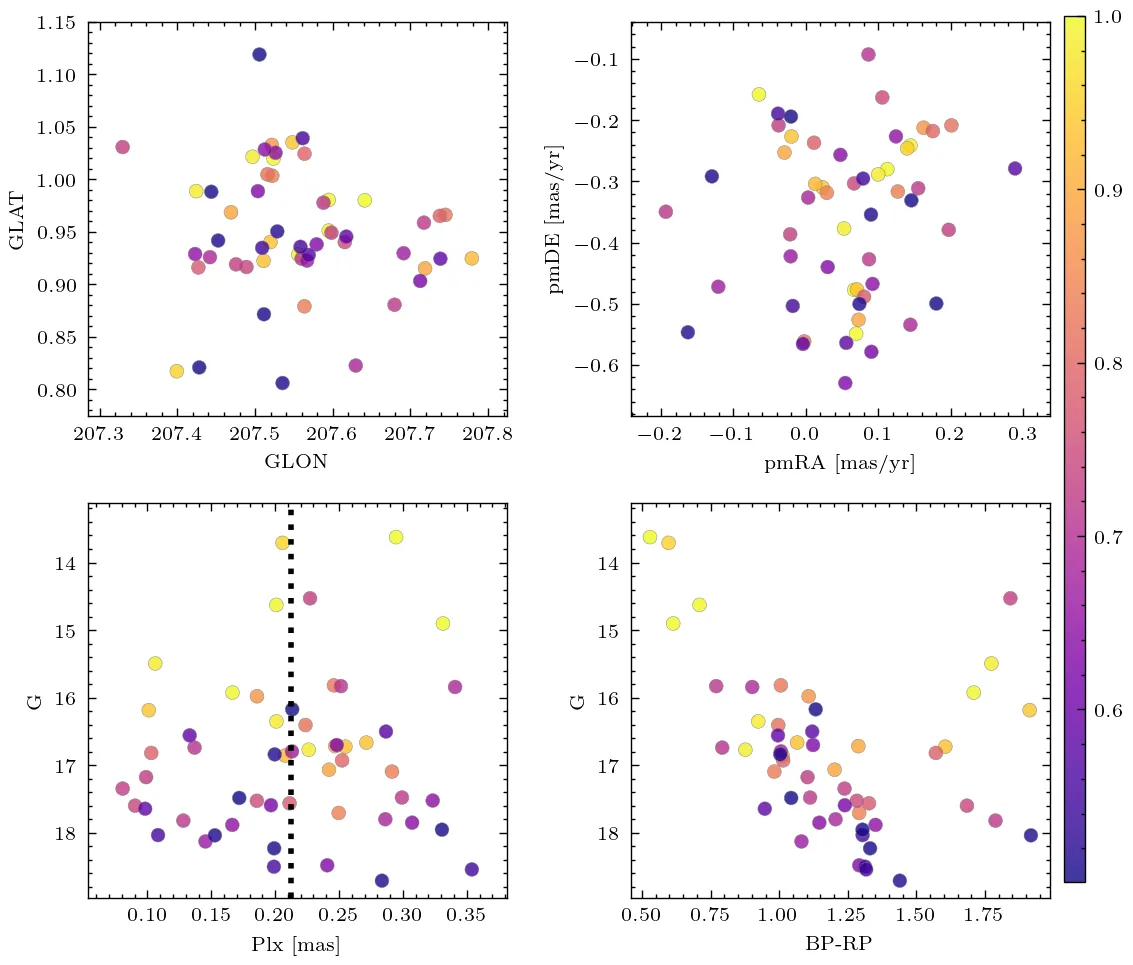 1.15
1.10
1.05
1.00
0.95
0.90
0.85
0.80
GLAT
207.3 207.4 207.5 207.6 207.7 207.8
GLON
−0.1
−0.2
−0.3
−0.4
−0.5
−0.6
pmDE [mas/yr]
−0.2 −0.1 0.0 0.1 0.2 0.3
pmRA [mas/yr]
14
15
16
17
18
G
0.10 0.15 0.20 0.25 0.30 0.35
Plx [mas]
14
15
16
17
18
G
0.50 0.75 1.00 1.25 1.50 1.75
BP-RP
1.0
0.9
0.8
0.7
0.6